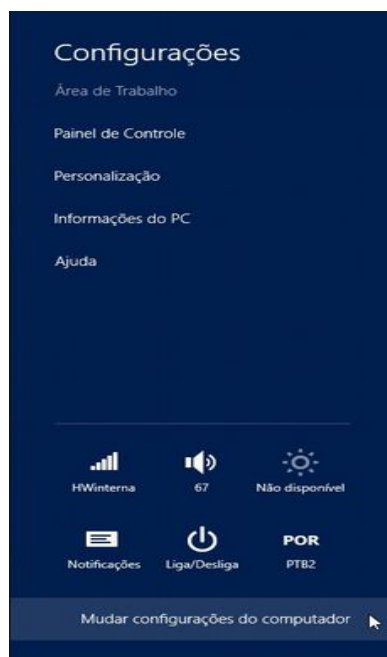 Configurações
Área de Trabalho
Painel de Controle
Personalização
Informações do PC
Ajuda
HWinterna 67 Não disponível
POR
Notificações Liga/Desliga PTB2
Mudar configurações do computador